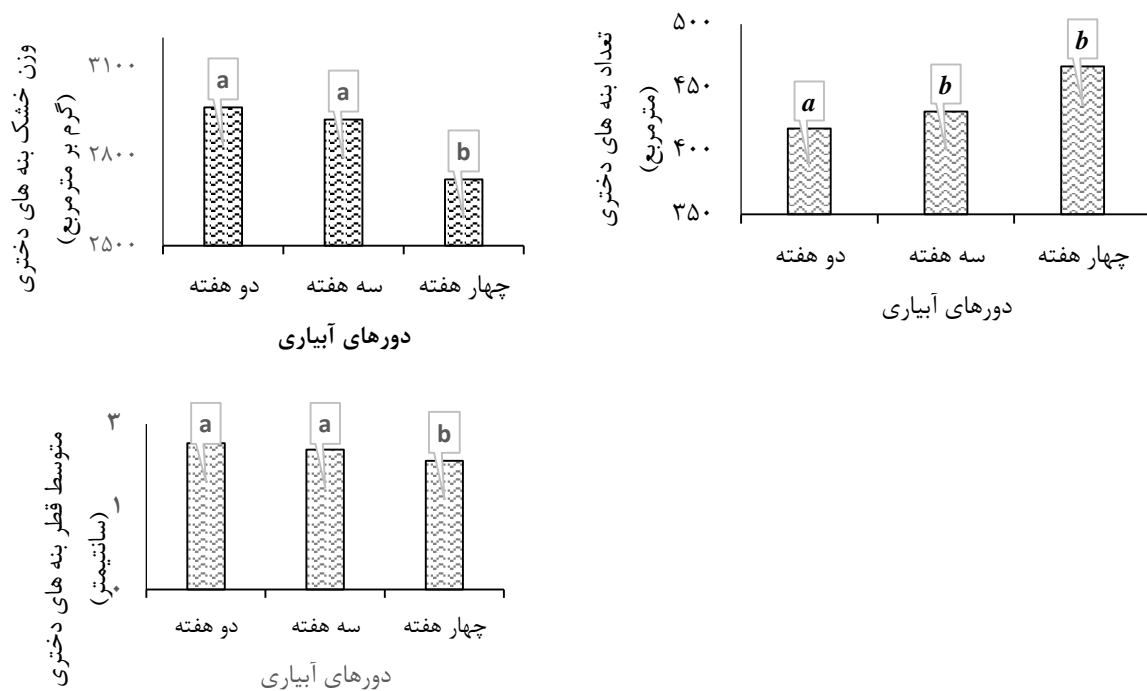 وزن خشک بنه های دختری
(گرم بر مترمربع)
۳۱۰۰
۲۸۰۰
۲۵۰۰
a
a
b
دو هفته
سه هفته
چهار هفته
دورهای آبیاری
تعداد بنه های دختری
(مترمربع)
۵۰۰
۴۵۰
۴۰۰
۳۵۰
a
b
b
دو هفته
سه هفته
چهار هفته
دورهای آبیاری
متوسط قطر بنه های دختری
(سانتیمتر)
۳
۱
۰
a
a
b
دو هفته
سه هفته
چهار هفته
دورهای آبیاری